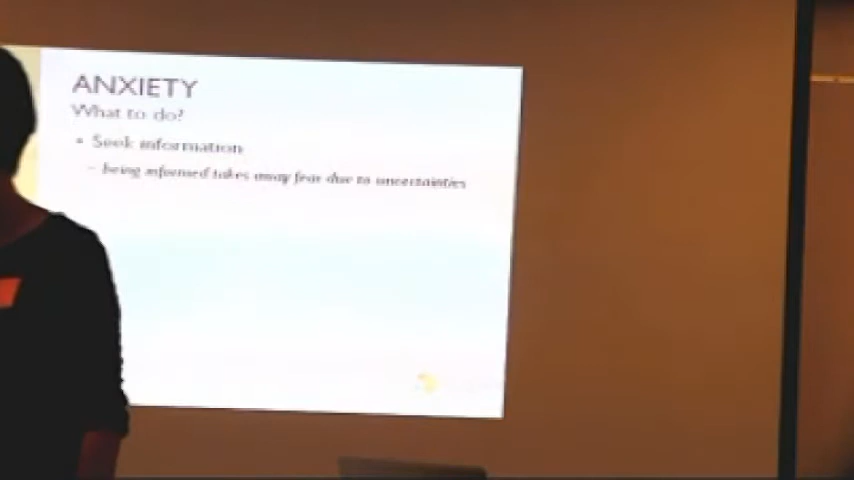 ANXIETY
What to do?
• Seek information
– being informed takes away fear due to uncertainties